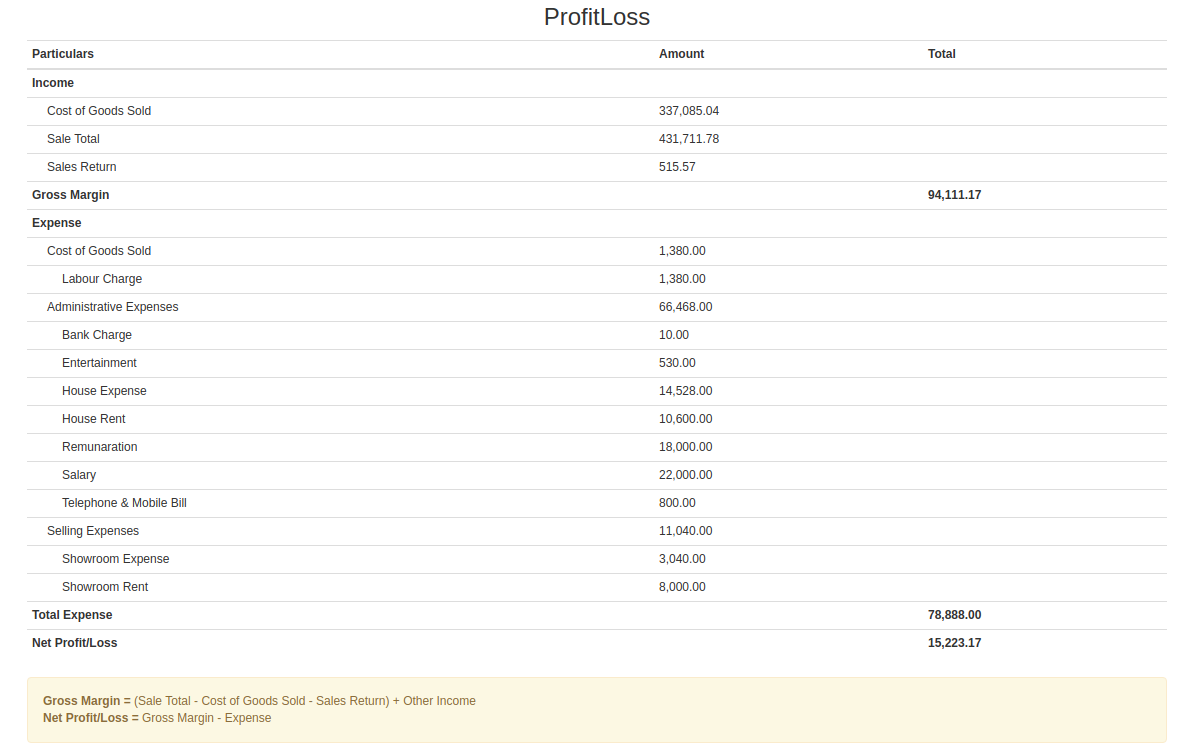 ProfitLoss
Particulars Amount Total
Income
Cost of Goods Sold 337,085.04
Sale Total 431,711.78
Sales Return 515.57
Gross Margin 94,111.17
Expense
Cost of Goods Sold 1,380.00
Labour Charge 1,380.00
Administrative Expenses 66,468.00
Bank Charge 10.00
Entertainment 530.00
House Expense 14,528.00
House Rent 10,600.00
Remunaration 18,000.00
Salary 22,000.00
Telephone & Mobile Bill 800.00
Selling Expenses 11,040.00
Showroom Expense 3,040.00
Showroom Rent 8,000.00
Total Expense 78,888.00
Net Profit/Loss 15,223.17
Gross Margin = (Sale Total - Cost of Goods Sold - Sales Return) + Other Income
Net Profit/Loss = Gross Margin - Expense